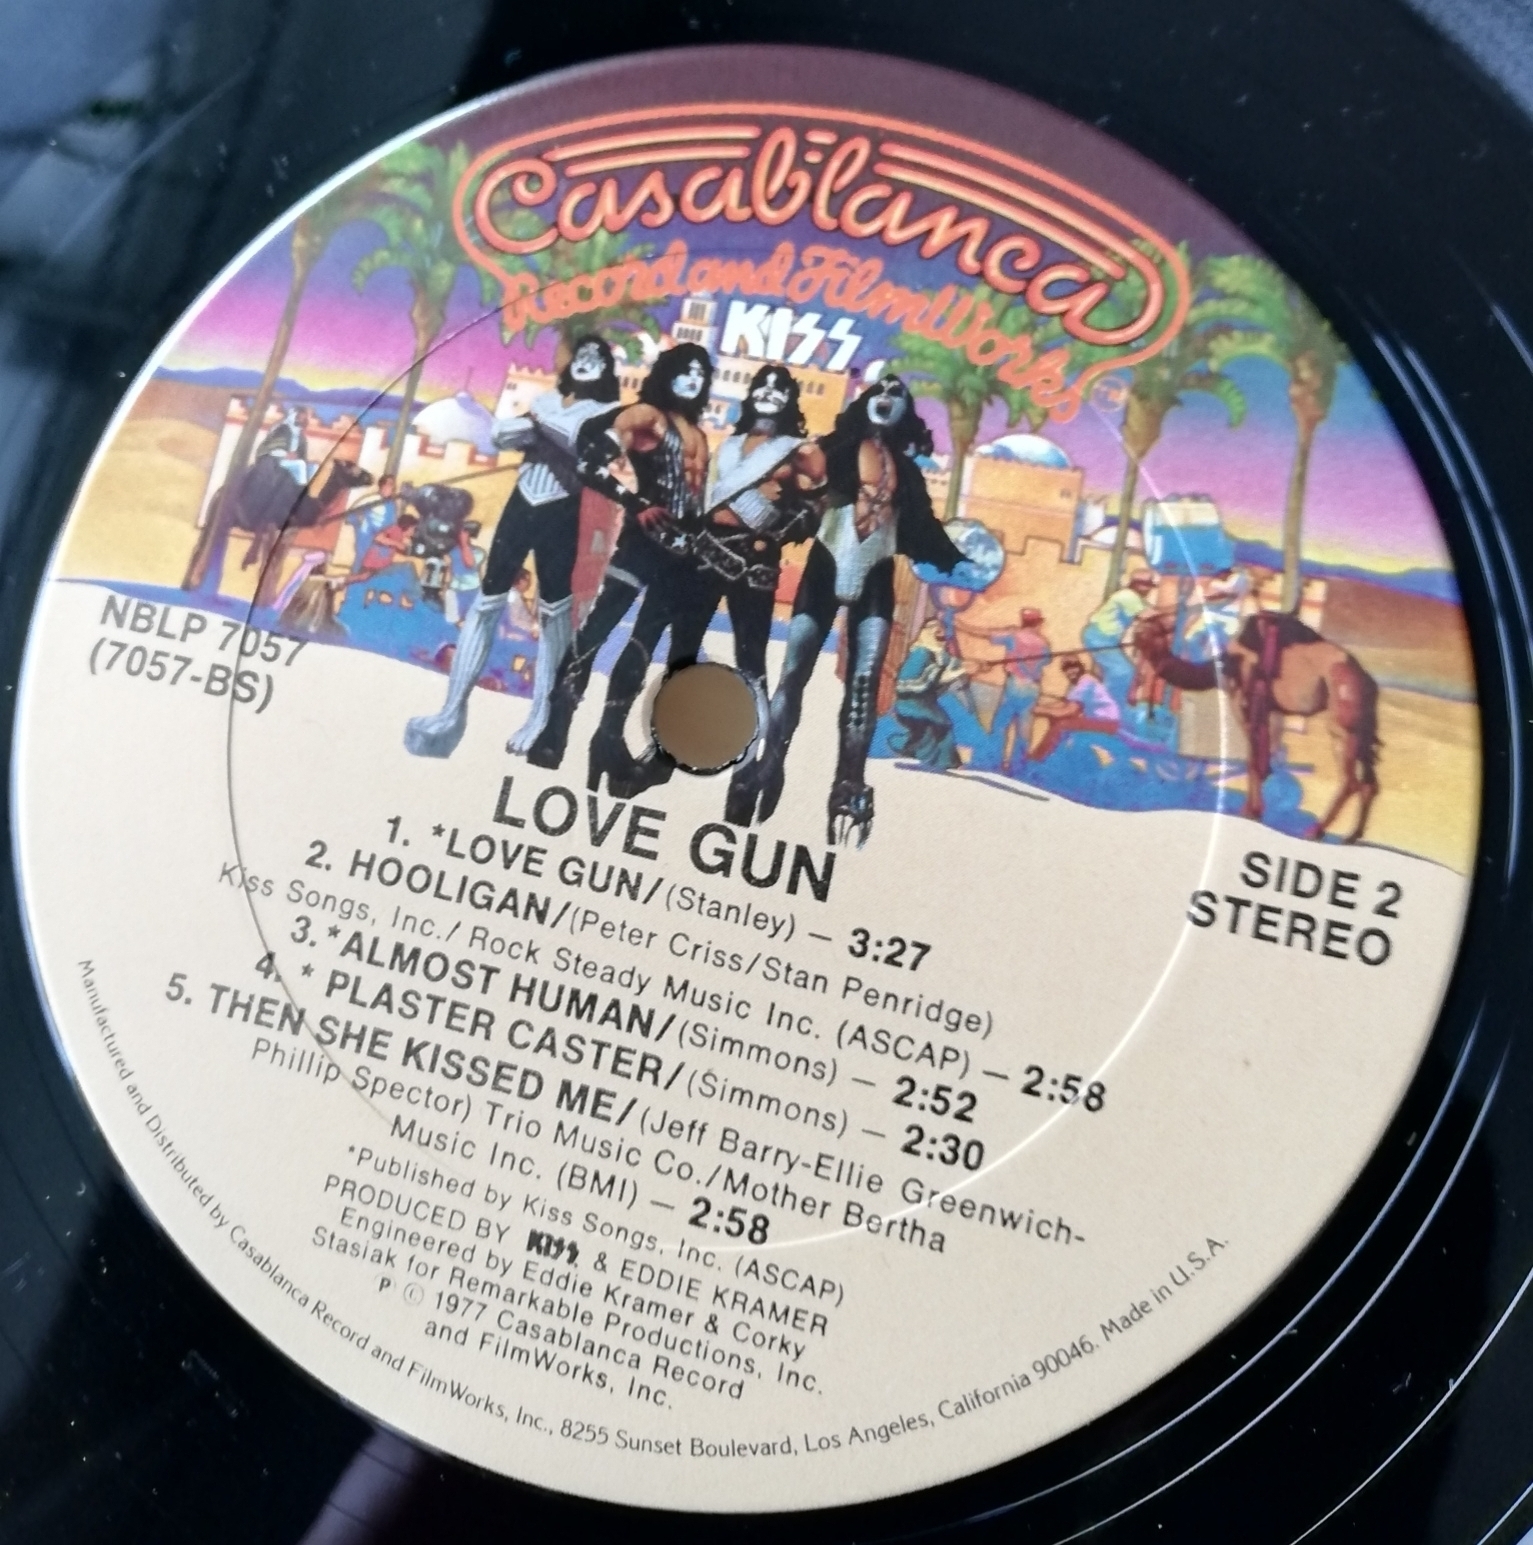 Casablanca
Record and FilmWorks
KISS
NBLP 7057
(7057-BS)
SIDE 2
STEREO
LOVE GUN
1. *LOVE GUN/(Stanley) — 3:27
2. HOOLIGAN/(Peter Criss/Stan Penridge)
Kiss Songs, Inc./ Rock Steady Music Inc. (ASCAP) — 2:58
3. *ALMOST HUMAN/(Simmons) — 2:52
4. * PLASTER CASTER/(Simmons) — 2:30
5. THEN SHE KISSED ME/(Jeff Barry-Ellie Greenwich-
Phillip Spector) Trio Music Co./Mother Bertha
Music Inc. (BMI) — 2:58
*Published by Kiss Songs, Inc. (ASCAP)
PRODUCED BY KISS & EDDIE KRAMER
Engineered by Eddie Kramer & Corky
Stasiak for Remarkable Productions, Inc.
℗ © 1977 Casablanca Record
and FilmWorks, Inc.
Manufactured and Distributed by Casablanca Record and FilmWorks, Inc., 8255 Sunset Boulevard, Los Angeles, California 90046. Made in U.S.A.